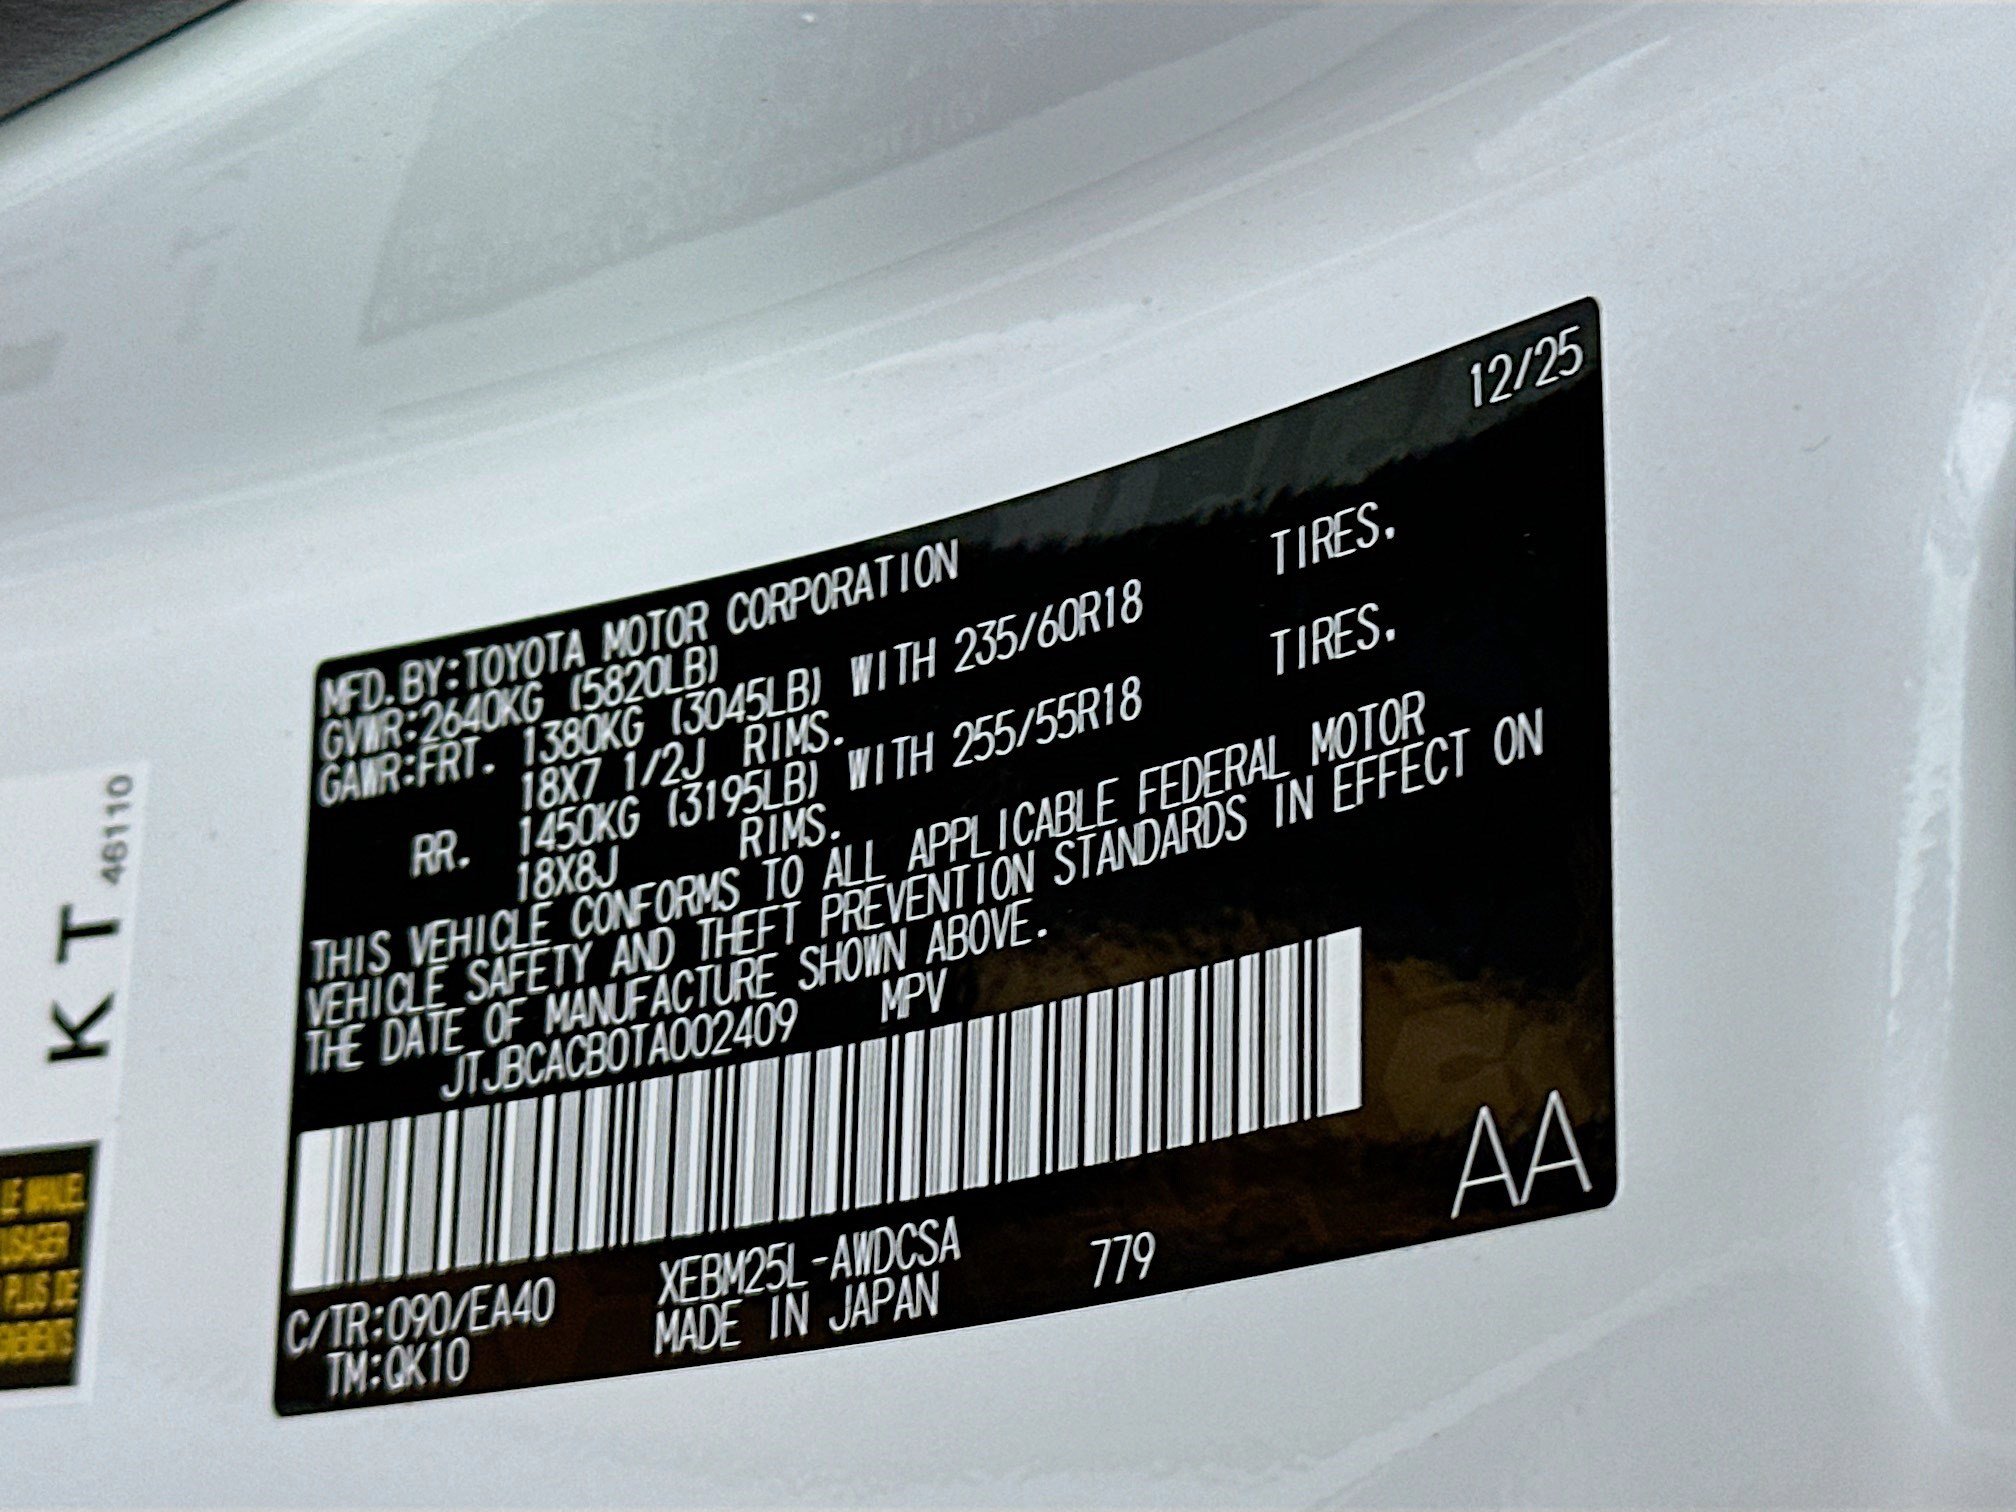 12/25
MFD.BY:TOYOTA MOTOR CORPORATION
GVWR:2640KG (5820LB)
GAWR:FRT. 1380KG (3045LB) WITH 235/60R18 TIRES.
18X7 1/2J RIMS.
RR. 1450KG (3195LB) WITH 255/55R18 TIRES.
18X8J RIMS.
THIS VEHICLE CONFORMS TO ALL APPLICABLE FEDERAL MOTOR
VEHICLE SAFETY AND THEFT PREVENTION STANDARDS IN EFFECT ON
THE DATE OF MANUFACTURE SHOWN ABOVE.
JTJBCACB0TA002409 MPV
AA
C/TR:090/EA40 XEBM25L-AWDCSA 779
TM:QK10 MADE IN JAPAN
KT 46110
PLUS DE